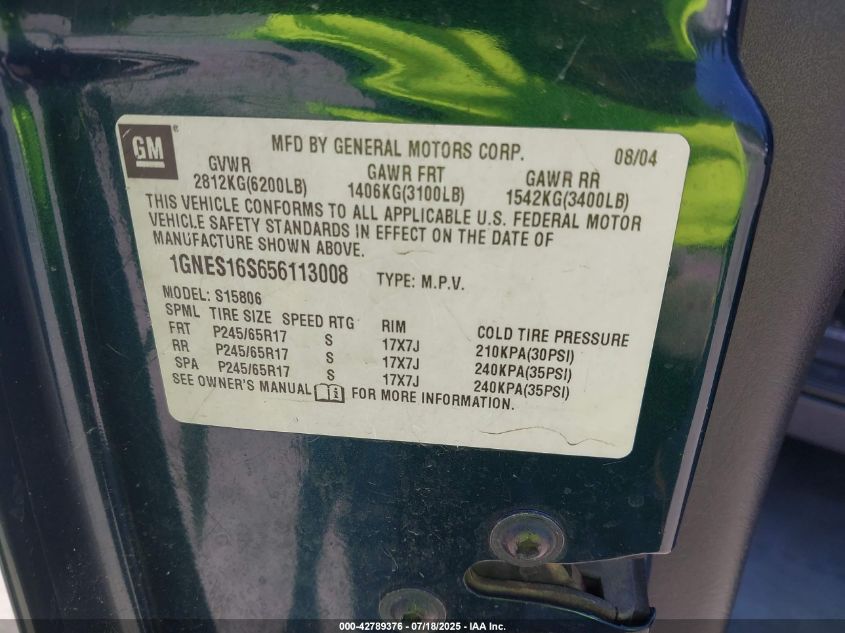 GM
MFD BY GENERAL MOTORS CORP. 08/04
GVWR GAWR FRT GAWR RR
2812KG(6200LB) 1406KG(3100LB) 1542KG(3400LB)
THIS VEHICLE CONFORMS TO ALL APPLICABLE U.S. FEDERAL MOTOR
VEHICLE SAFETY STANDARDS IN EFFECT ON THE DATE OF
MANUFACTURE SHOWN ABOVE.
1GNES16S656113008 TYPE: M.P.V.
MODEL: S15806
SPML TIRE SIZE SPEED RTG RIM COLD TIRE PRESSURE
FRT P245/65R17 S 17X7J 210KPA(30PSI)
RR P245/65R17 S 17X7J 240KPA(35PSI)
SPA P245/65R17 S 17X7J 240KPA(35PSI)
SEE OWNER'S MANUAL i FOR MORE INFORMATION.
000-42789376 - 07/18/2025 - IAA Inc.